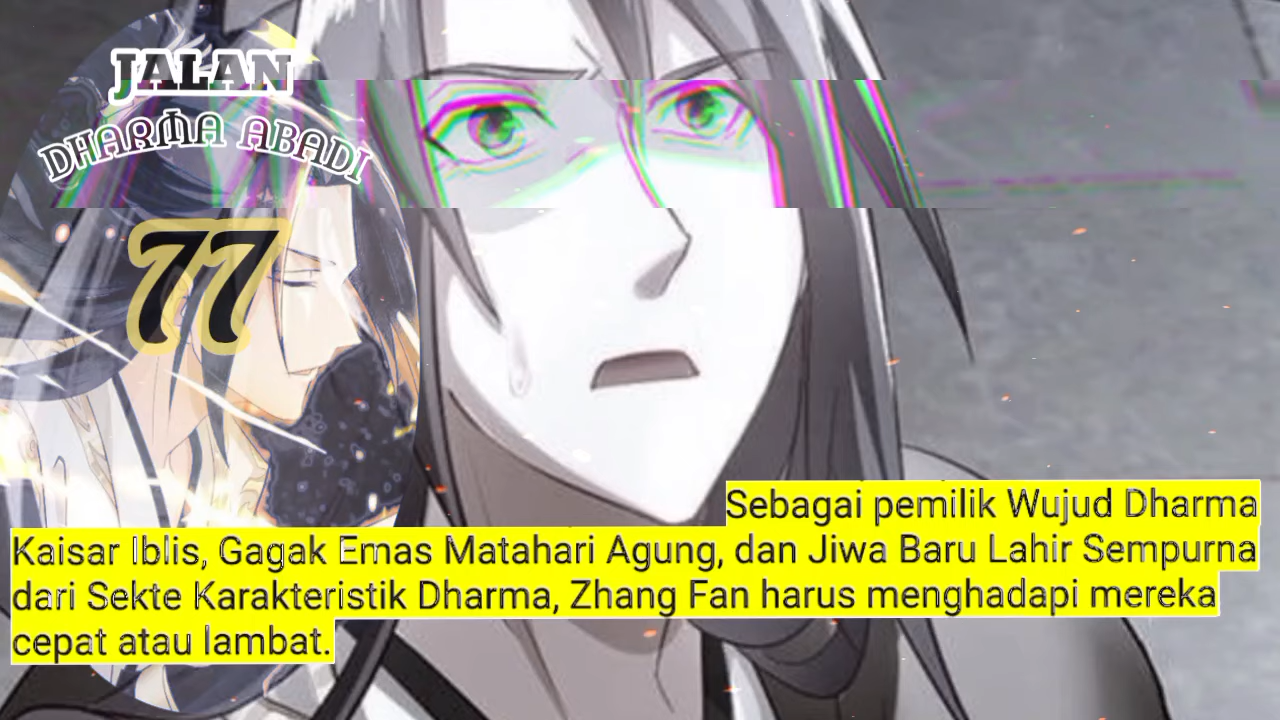 JALAN
DHARMA ABADI
77
Sebagai pemilik Wujud Dharma
Kaisar Iblis, Gagak Emas Matahari Agung, dan Jiwa Baru Lahir Sempurna
dari Sekte Karakteristik Dharma, Zhang Fan harus menghadapi mereka
cepat atau lambat.